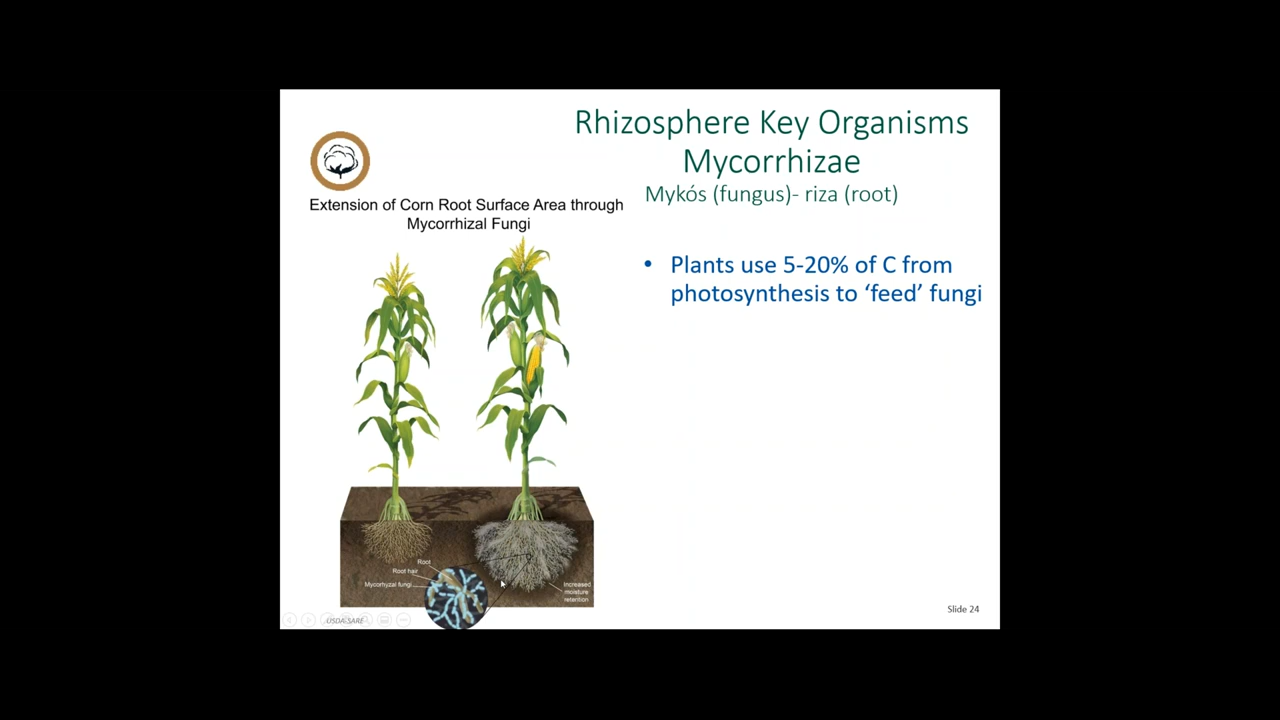 Rhizosphere Key Organisms
Mycorrhizae
Mykós (fungus)- riza (root)
Extension of Corn Root Surface Area through
Mycorrhizal Fungi
• Plants use 5-20% of C from
photosynthesis to ‘feed’ fungi
Root
Root hair
Mycorhyzal fungi
Increased
moisture
retention
USDA SARE
Slide 24